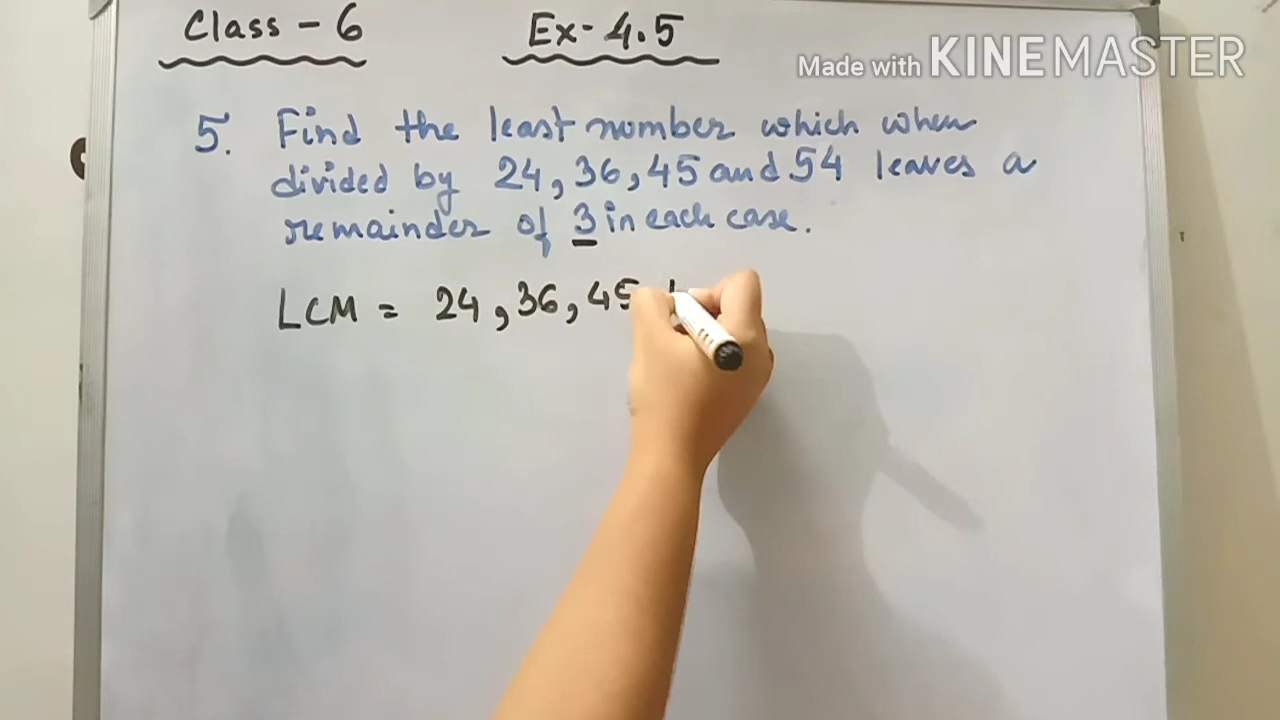 Class - 6 Ex- 4.5
Made with KINEMASTER
5. Find the least number which when
divided by 24, 36, 45 and 54 leaves a
remainder of 3 in each case.
LCM = 24, 36, 45